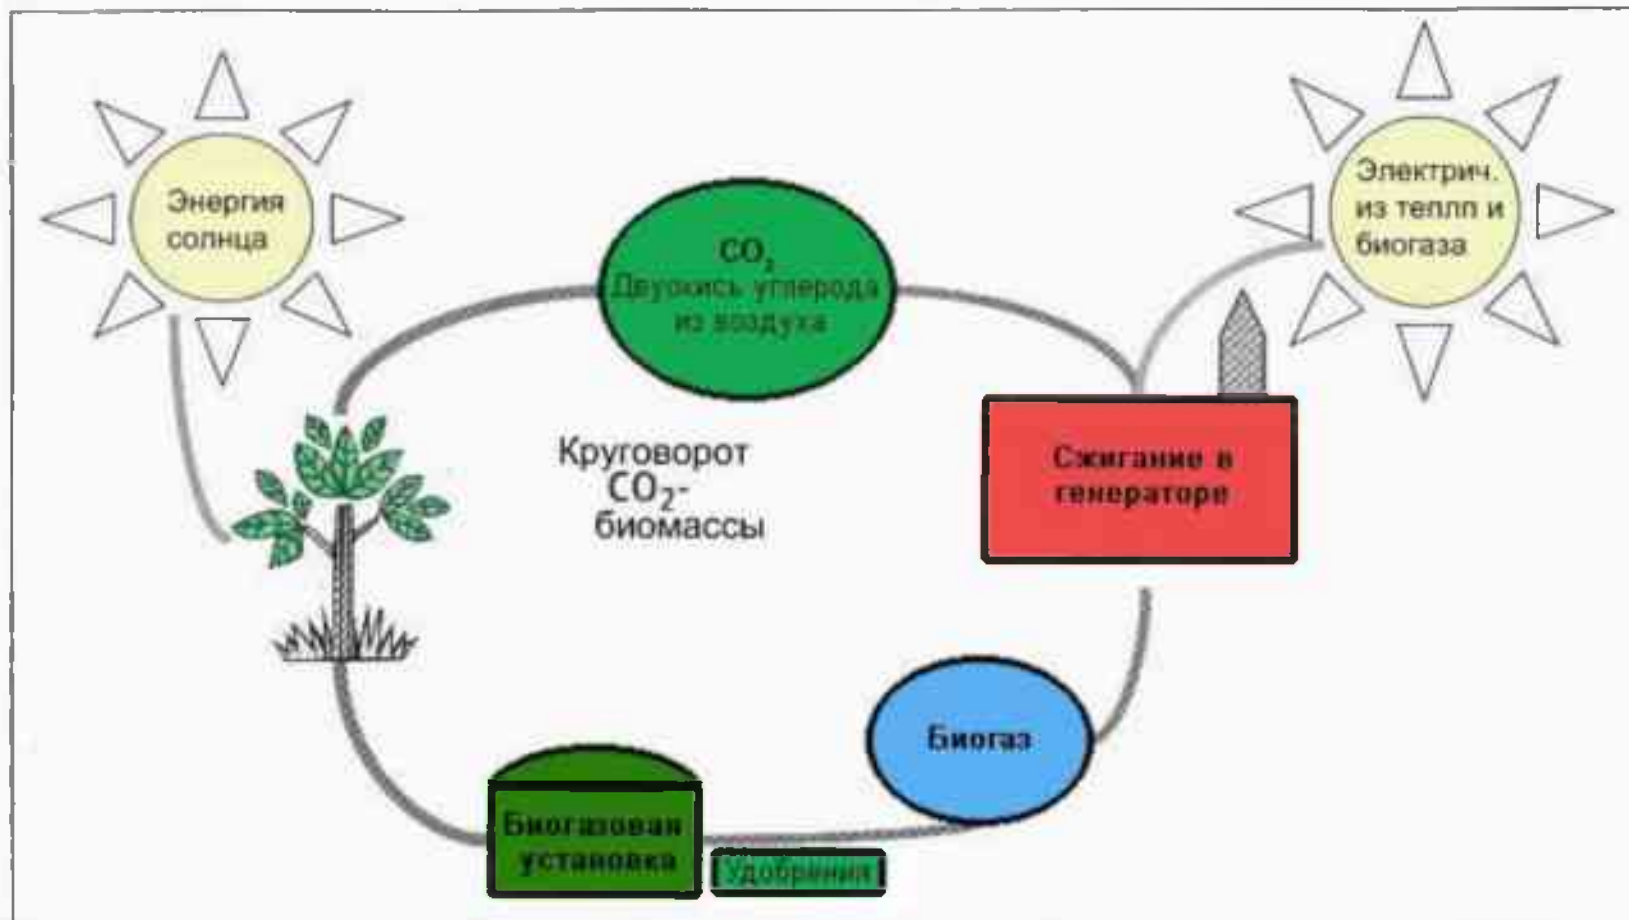 Энергия
солнца
Электрич.
из теплп и
биогаза
CO₂
Двуокись углерода
из воздуха
Круговорот
CO₂-
биомассы
Сжигание в
генераторе
Биогаз
Биогазовая
установка
Удобрения